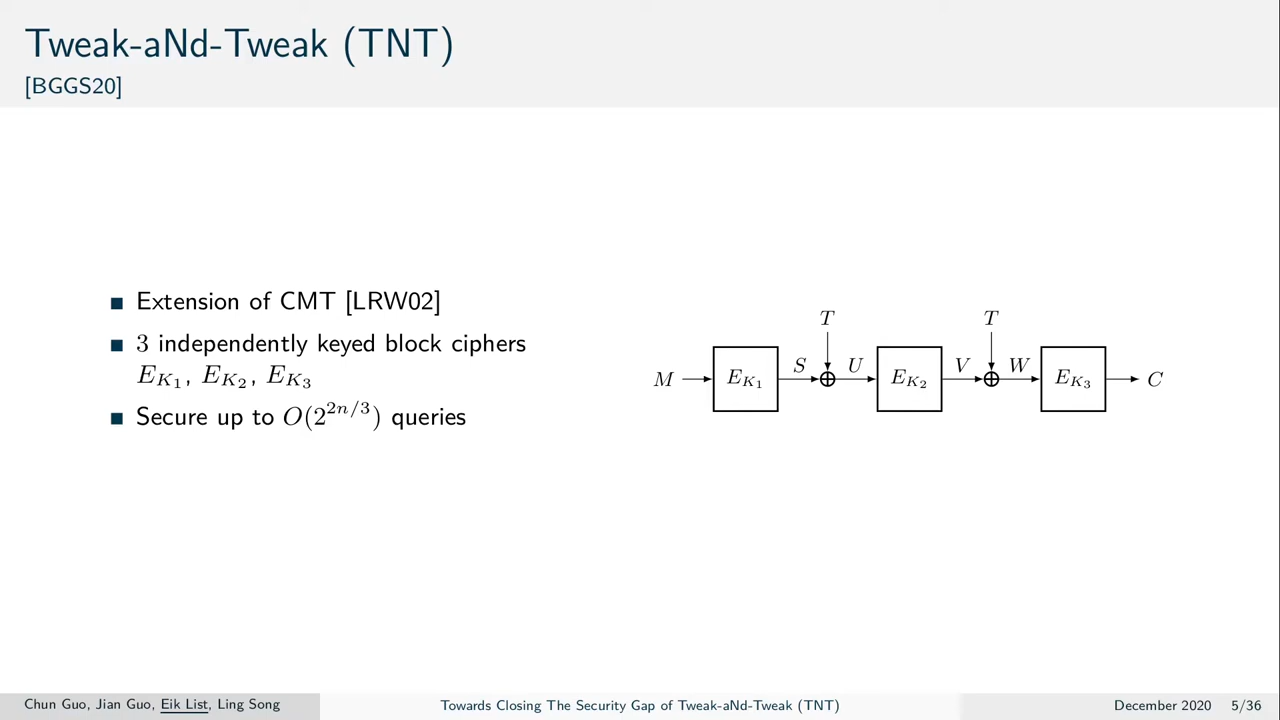 Tweak-aNd-Tweak (TNT)
[BGGS20]
■ Extension of CMT [LRW02]
■ 3 independently keyed block ciphers
E_{K_1}, E_{K_2}, E_{K_3}
■ Secure up to O(2^{2n/3}) queries
T T
M E_{K_1} S ⊕ U E_{K_2} V ⊕ W E_{K_3} C
Chun Guo, Jian Guo, Eik List, Ling Song Towards Closing The Security Gap of Tweak-aNd-Tweak (TNT) December 2020 5/36